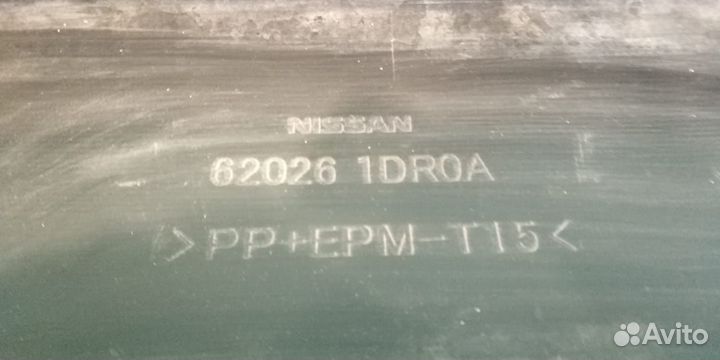 NISSAN
62026 1DR0A
>PP+EPM-T15<
Avito